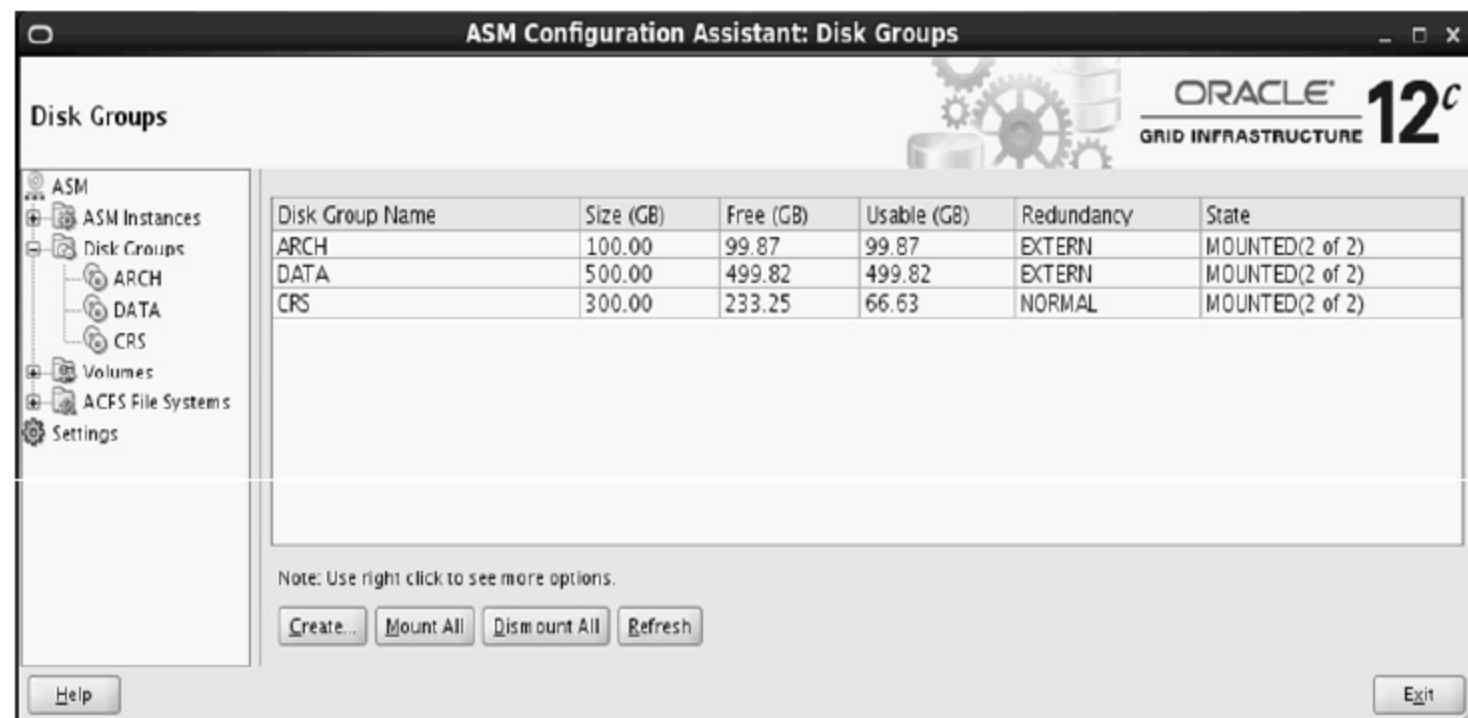 ASM Configuration Assistant: Disk Groups
Disk Groups
ORACLE
GRID INFRASTRUCTURE
12c
ASM
ASM Instances
Disk Groups
ARCH
DATA
CRS
Volumes
ACFS File Systems
Settings
Disk Group Name Size (GB) Free (GB) Usable (GB) Redundancy State
ARCH 100.00 99.87 99.87 EXTERN MOUNTED(2 of 2)
DATA 500.00 499.82 499.82 EXTERN MOUNTED(2 of 2)
CRS 300.00 233.25 66.63 NORMAL MOUNTED(2 of 2)
Note: Use right click to see more options.
Create... Mount All Dismount All Refresh
Help Exit